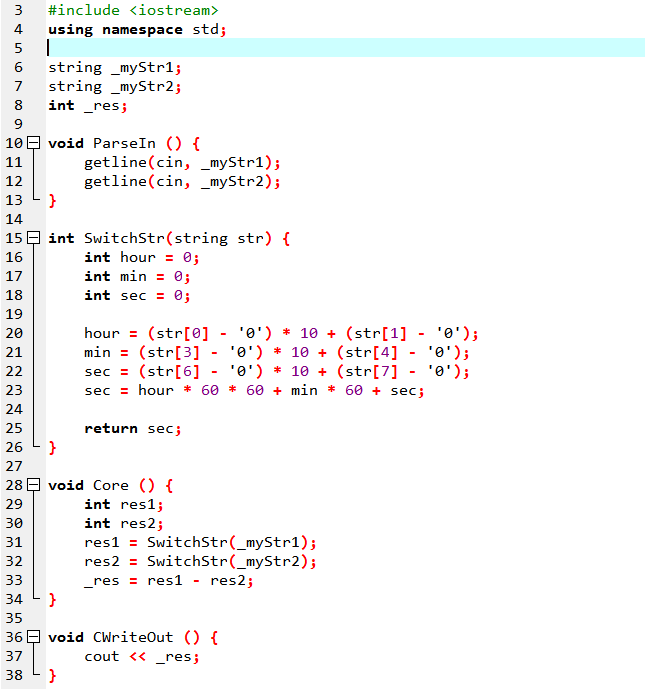 3 #include <iostream>
4 using namespace std;
5
6 string _myStr1;
7 string _myStr2;
8 int _res;
9
10 void ParseIn () {
11     getline(cin, _myStr1);
12     getline(cin, _myStr2);
13 }
14
15 int SwitchStr(string str) {
16     int hour = 0;
17     int min = 0;
18     int sec = 0;
19
20     hour = (str[0] - '0') * 10 + (str[1] - '0');
21     min = (str[3] - '0') * 10 + (str[4] - '0');
22     sec = (str[6] - '0') * 10 + (str[7] - '0');
23     sec = hour * 60 * 60 + min * 60 + sec;
24
25     return sec;
26 }
27
28 void Core () {
29     int res1;
30     int res2;
31     res1 = SwitchStr(_myStr1);
32     res2 = SwitchStr(_myStr2);
33     _res = res1 - res2;
34 }
35
36 void CWriteOut () {
37     cout << _res;
38 }